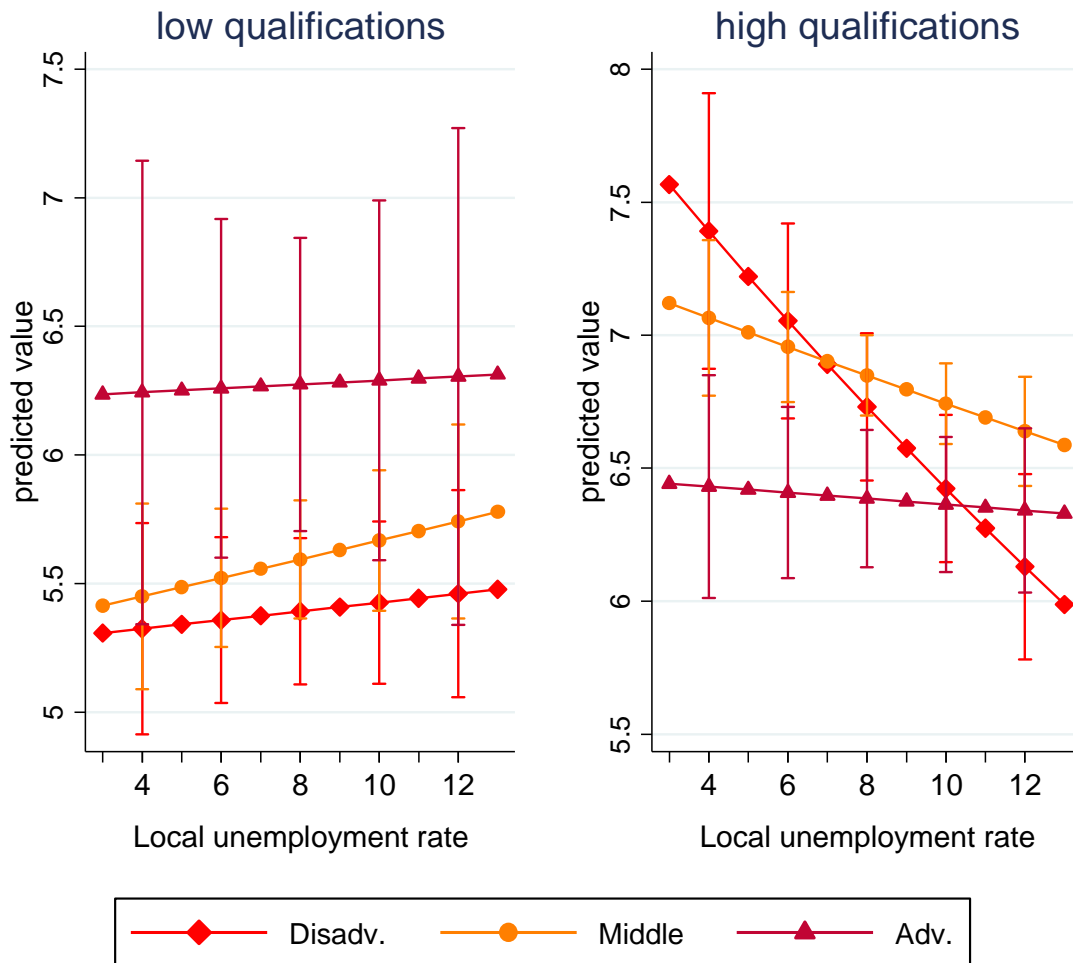 low qualifications
predicted value
7.5
7
6.5
6
5.5
5
4 6 8 10 12
Local unemployment rate
high qualifications
predicted value
8
7.5
7
6.5
6
5.5
4 6 8 10 12
Local unemployment rate
Disadv. Middle Adv.